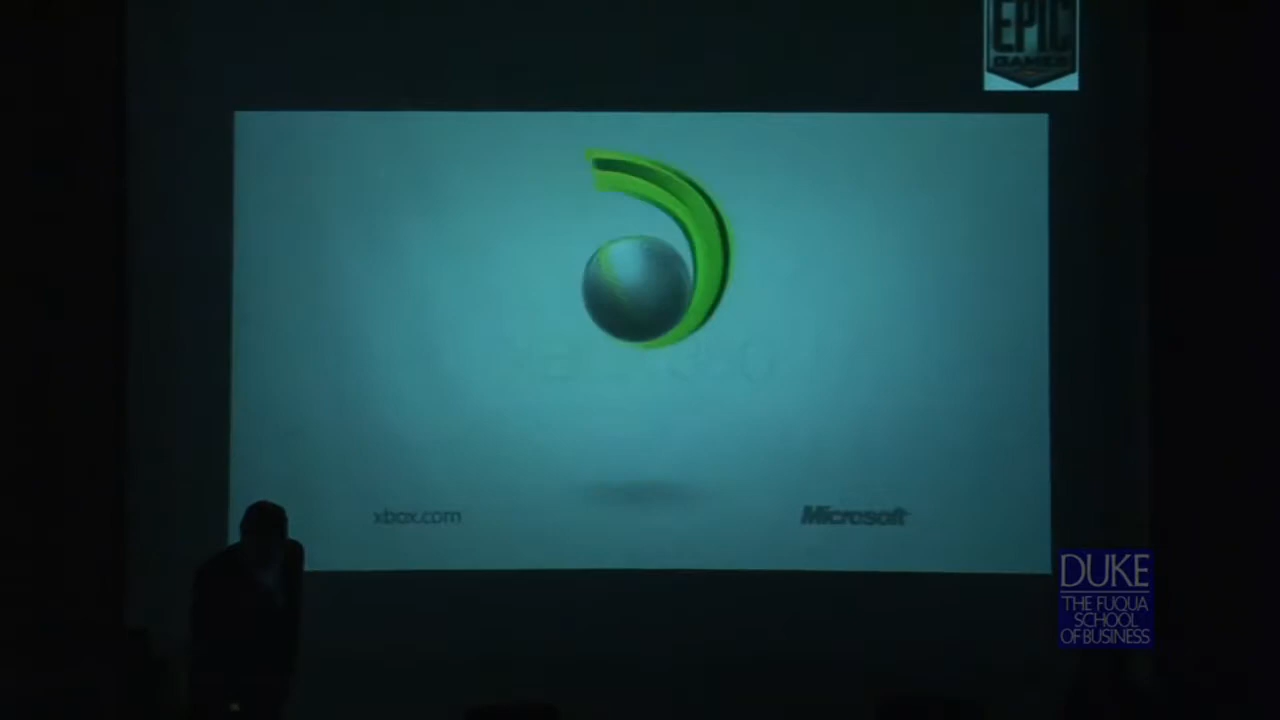 EPIC
GAMES
xbox.com
Microsoft
DUKE
THE FUQUA
SCHOOL
OF BUSINESS